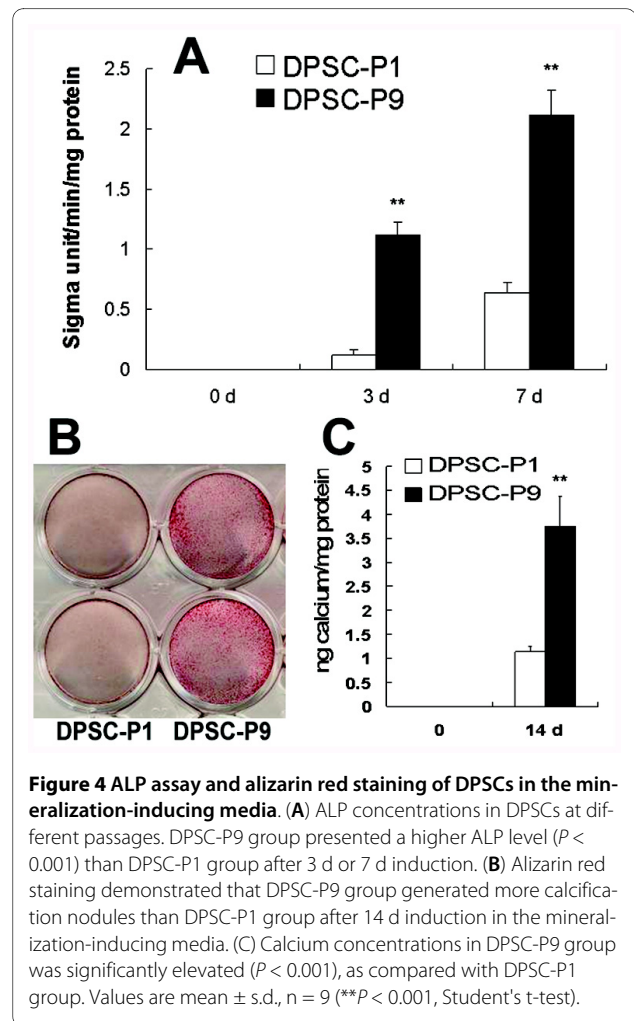 A
DPSC-P1
DPSC-P9
Sigma unit/min/mg protein
2.5
2
1.5
1
0.5
0
**
**
0 d 3 d 7 d
B
DPSC-P1 DPSC-P9
C
DPSC-P1
DPSC-P9
ng calcium/mg protein
5
4.5
4
3.5
3
2.5
2
1.5
1
0.5
0
**
0 14 d
Figure 4 ALP assay and alizarin red staining of DPSCs in the min-
eralization-inducing media. (A) ALP concentrations in DPSCs at dif-
ferent passages. DPSC-P9 group presented a higher ALP level (P <
0.001) than DPSC-P1 group after 3 d or 7 d induction. (B) Alizarin red
staining demonstrated that DPSC-P9 group generated more calcifica-
tion nodules than DPSC-P1 group after 14 d induction in the mineral-
ization-inducing media. (C) Calcium concentrations in DPSC-P9 group
was significantly elevated (P < 0.001), as compared with DPSC-P1
group. Values are mean ± s.d., n = 9 (**P < 0.001, Student's t-test).